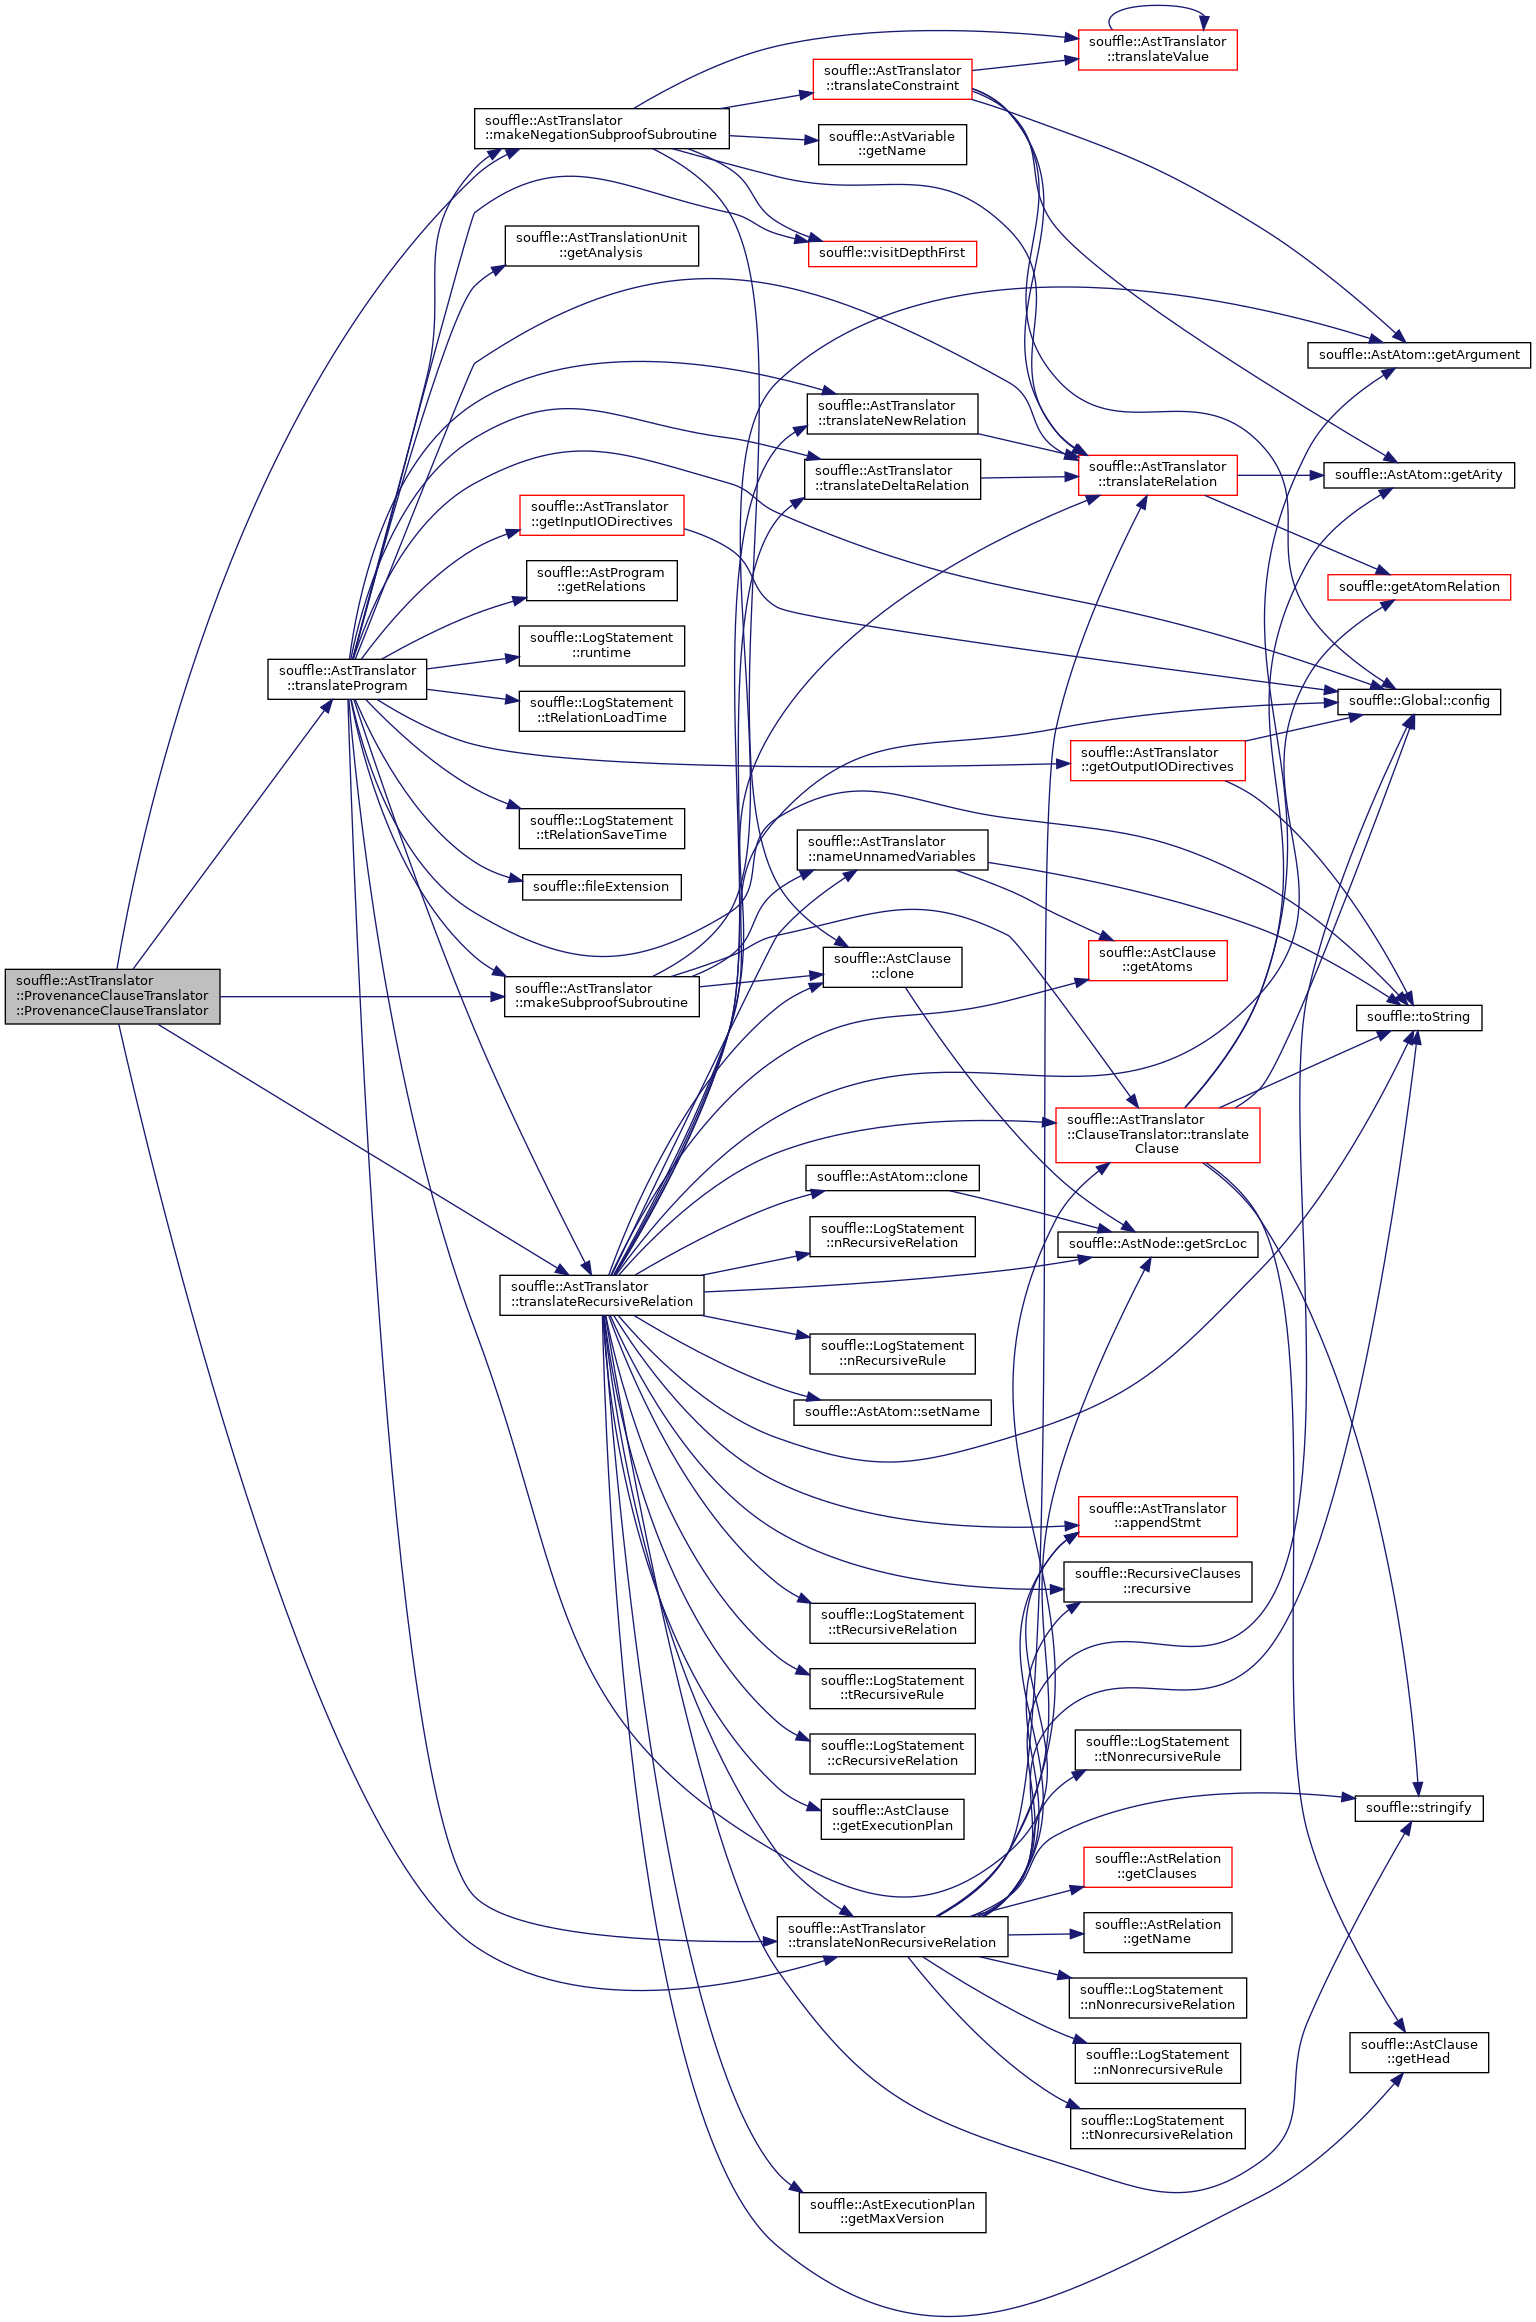 souffle::AstTranslator
::translateValue
souffle::AstTranslator
::translateConstraint
souffle::AstTranslator
::makeNegationSubproofSubroutine
souffle::AstVariable
::getName
souffle::AstTranslationUnit
::getAnalysis
souffle::visitDepthFirst
souffle::AstAtom::getArgument
souffle::AstTranslator
::translateNewRelation
souffle::AstTranslator
::translateDeltaRelation
souffle::AstTranslator
::translateRelation
souffle::AstAtom::getArity
souffle::AstTranslator
::getInputIODirectives
souffle::AstProgram
::getRelations
souffle::getAtomRelation
souffle::LogStatement
::runtime
souffle::AstTranslator
::translateProgram
souffle::LogStatement
::tRelationLoadTime
souffle::Global::config
souffle::AstTranslator
::getOutputIODirectives
souffle::LogStatement
::tRelationSaveTime
souffle::AstTranslator
::nameUnnamedVariables
souffle::fileExtension
souffle::AstClause
::getAtoms
souffle::AstClause
::clone
souffle::AstTranslator
::ProvenanceClauseTranslator
::ProvenanceClauseTranslator
souffle::AstTranslator
::makeSubproofSubroutine
souffle::toString
souffle::AstTranslator
::ClauseTranslator::translate
Clause
souffle::AstAtom::clone
souffle::LogStatement
::nRecursiveRelation
souffle::AstNode::getSrcLoc
souffle::AstTranslator
::translateRecursiveRelation
souffle::LogStatement
::nRecursiveRule
souffle::AstAtom::setName
souffle::AstTranslator
::appendStmt
souffle::RecursiveClauses
::recursive
souffle::LogStatement
::tRecursiveRelation
souffle::LogStatement
::tRecursiveRule
souffle::LogStatement
::cRecursiveRelation
souffle::LogStatement
::tNonrecursiveRule
souffle::AstClause
::getExecutionPlan
souffle::stringify
souffle::AstRelation
::getClauses
souffle::AstTranslator
::translateNonRecursiveRelation
souffle::AstRelation
::getName
souffle::LogStatement
::nNonrecursiveRelation
souffle::LogStatement
::nNonrecursiveRule
souffle::AstClause
::getHead
souffle::LogStatement
::tNonrecursiveRelation
souffle::AstExecutionPlan
::getMaxVersion